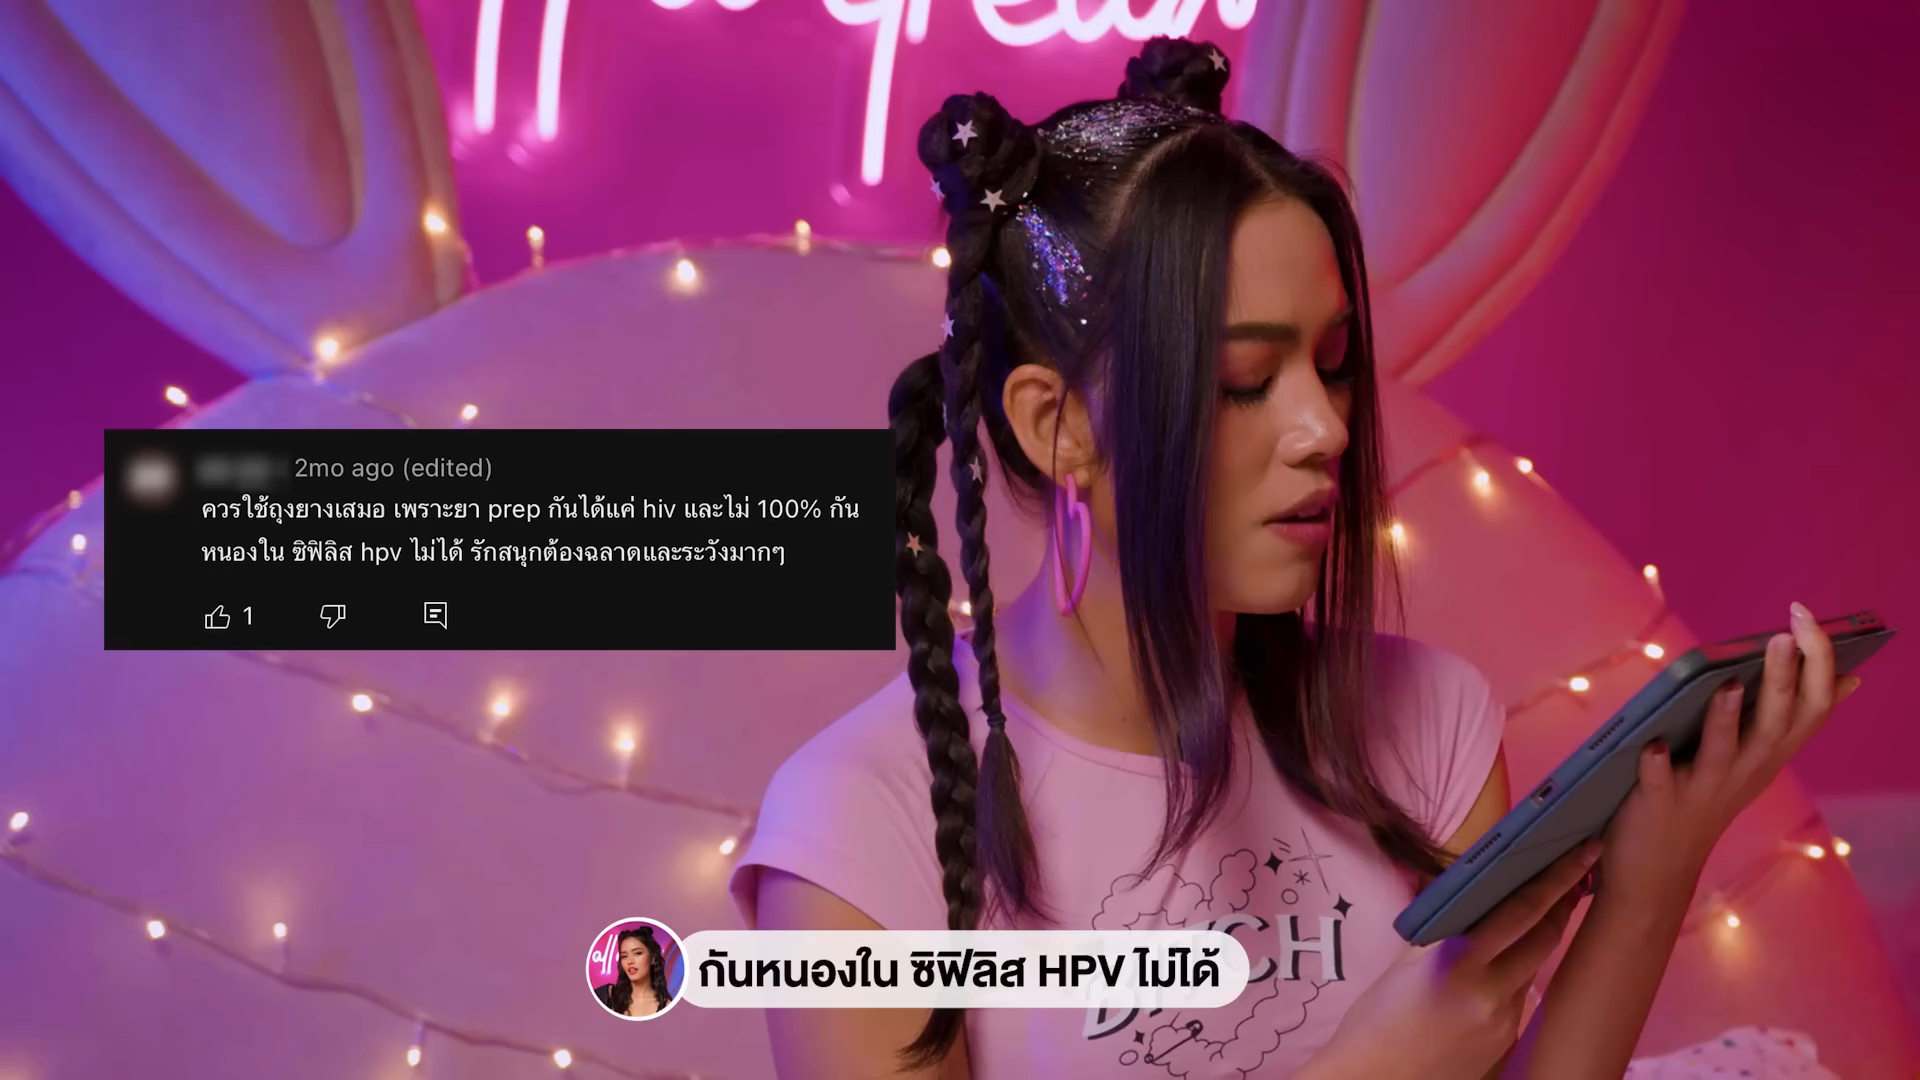 2mo ago (edited)
ควรใช้ถุงยางเสมอ เพราะยา prep กันได้แค่ hiv และไม่ 100% กัน
หนองใน ซิฟิลิส hpv ไม่ได้ รักสนุกต้องฉลาดและระวังมากๆ
1
BITCH
กันหนองใน ซิฟิลิส HPV ไม่ได้